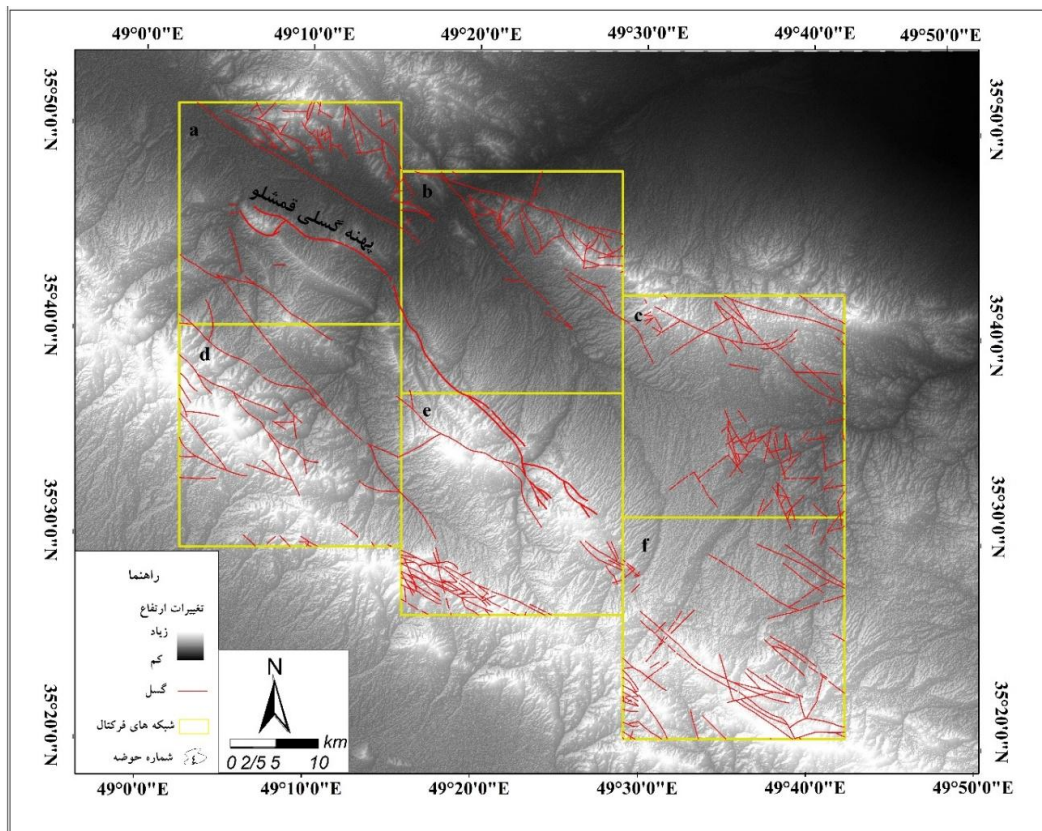 49°0'0"E 49°10'0"E 49°20'0"E 49°30'0"E 49°40'0"E 49°50'0"E
35°50'0"N
35°40'0"N
35°30'0"N
35°20'0"N
35°50'0"N
35°40'0"N
35°30'0"N
35°20'0"N
a
b
پهنه گسلی قمشلو
c
d
e
f
راهنما
تغییرات ارتفاع
زیاد
کم
گسل
شبکه های فرکتال
شماره حوضه
N
km
0 2/5 5 10
49°0'0"E 49°10'0"E 49°20'0"E 49°30'0"E 49°40'0"E 49°50'0"E